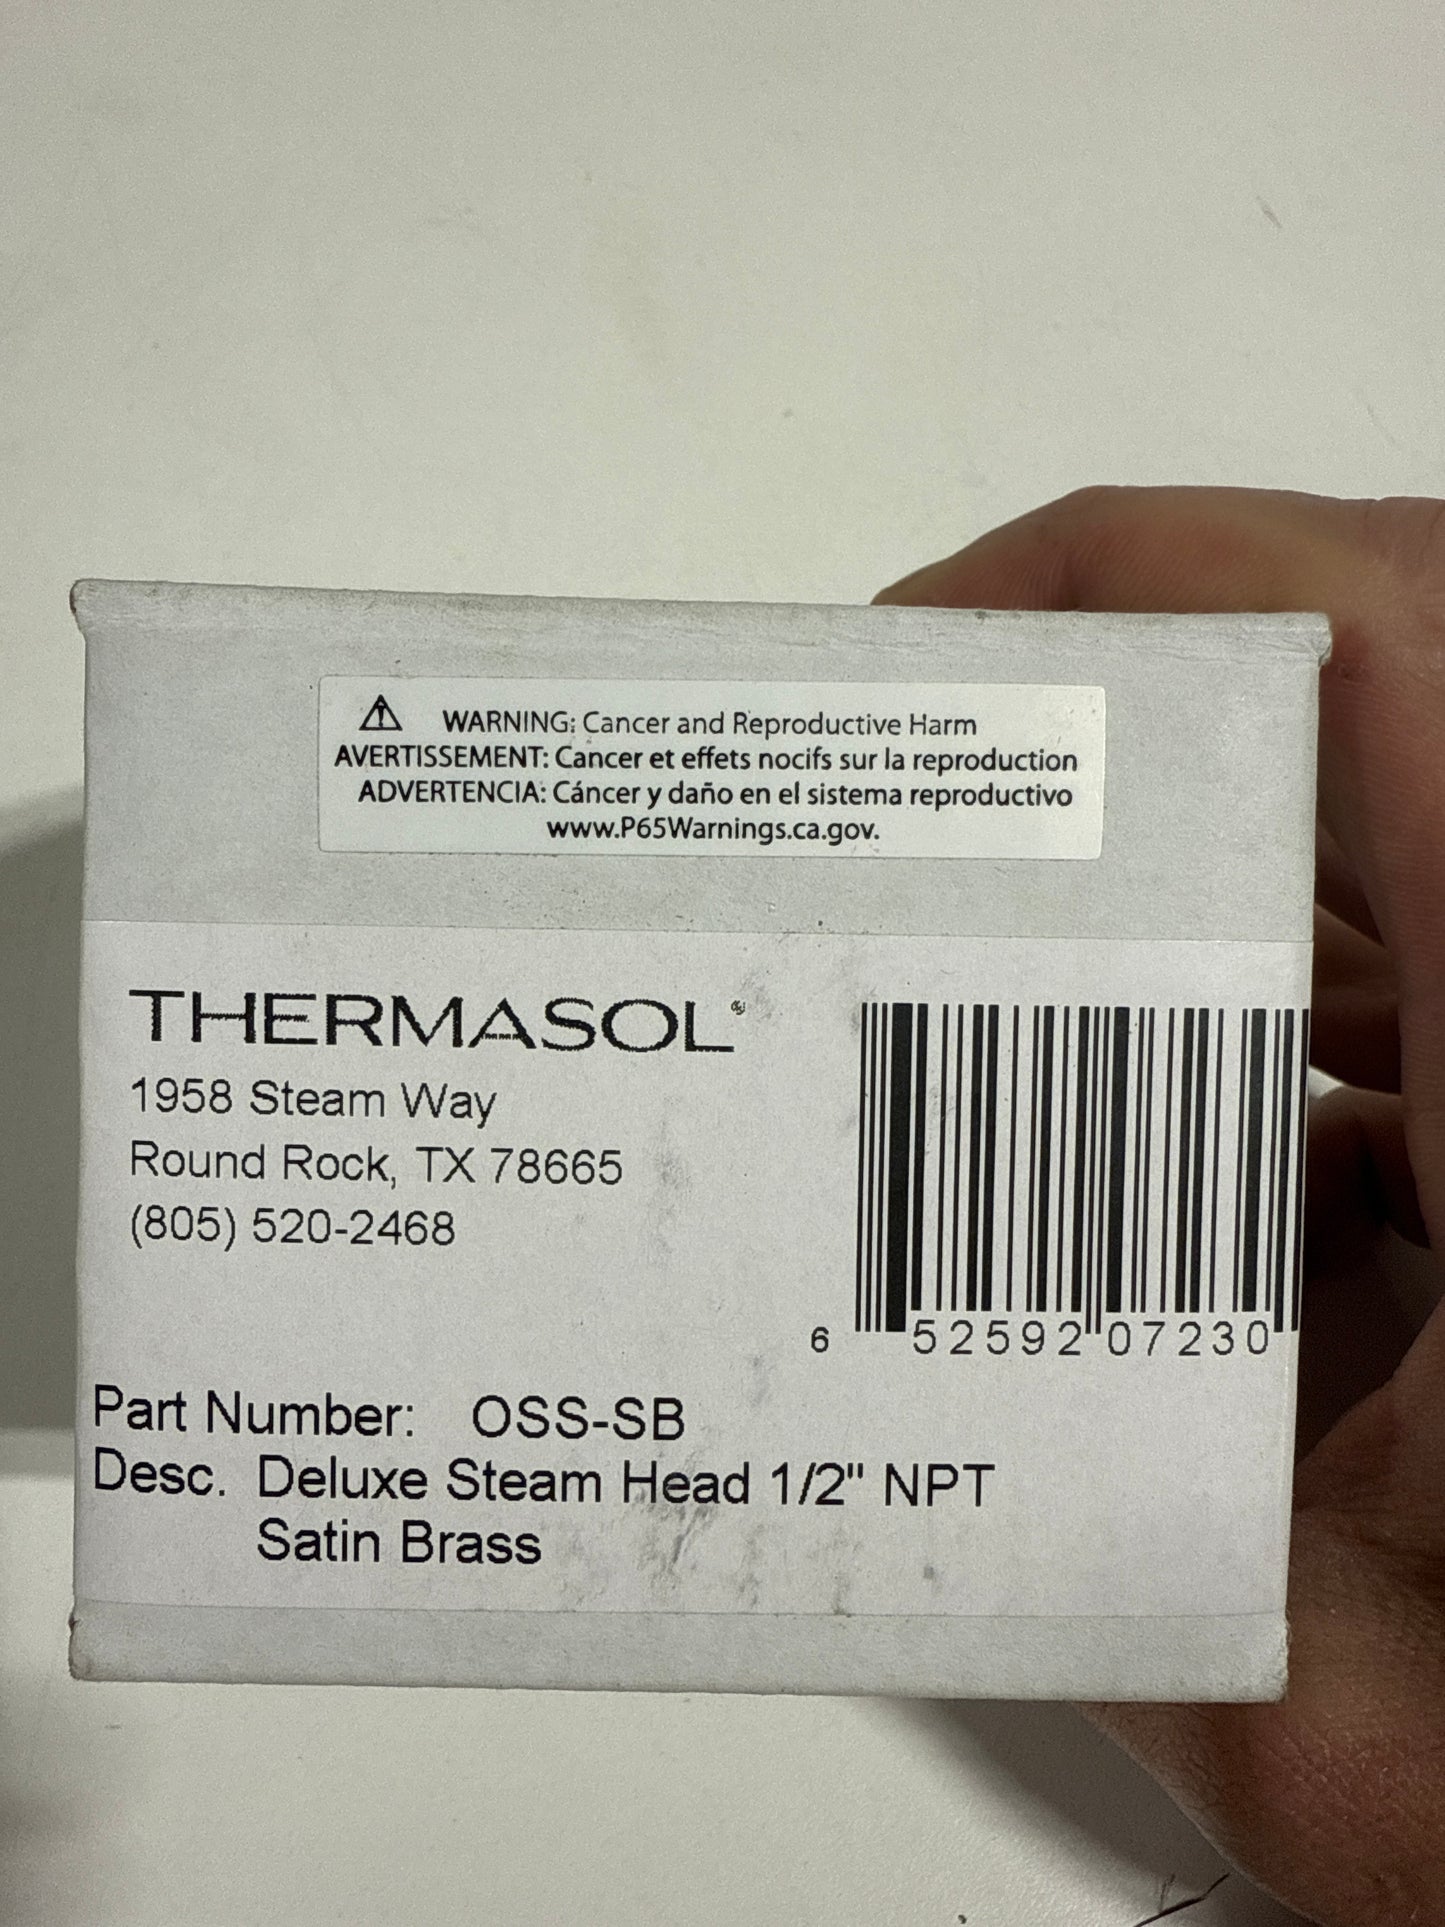 WARNING: Cancer and Reproductive Harm
AVERTISSEMENT: Cancer et effets nocifs sur la reproduction
ADVERTENCIA: Cáncer y daño en el sistema reproductivo
www.P65Warnings.ca.gov.
THERMASOL®
1958 Steam Way
Round Rock, TX 78665
(805) 520-2468
6 52592 07230
Part Number: OSS-SB
Desc. Deluxe Steam Head 1/2" NPT
Satin Brass